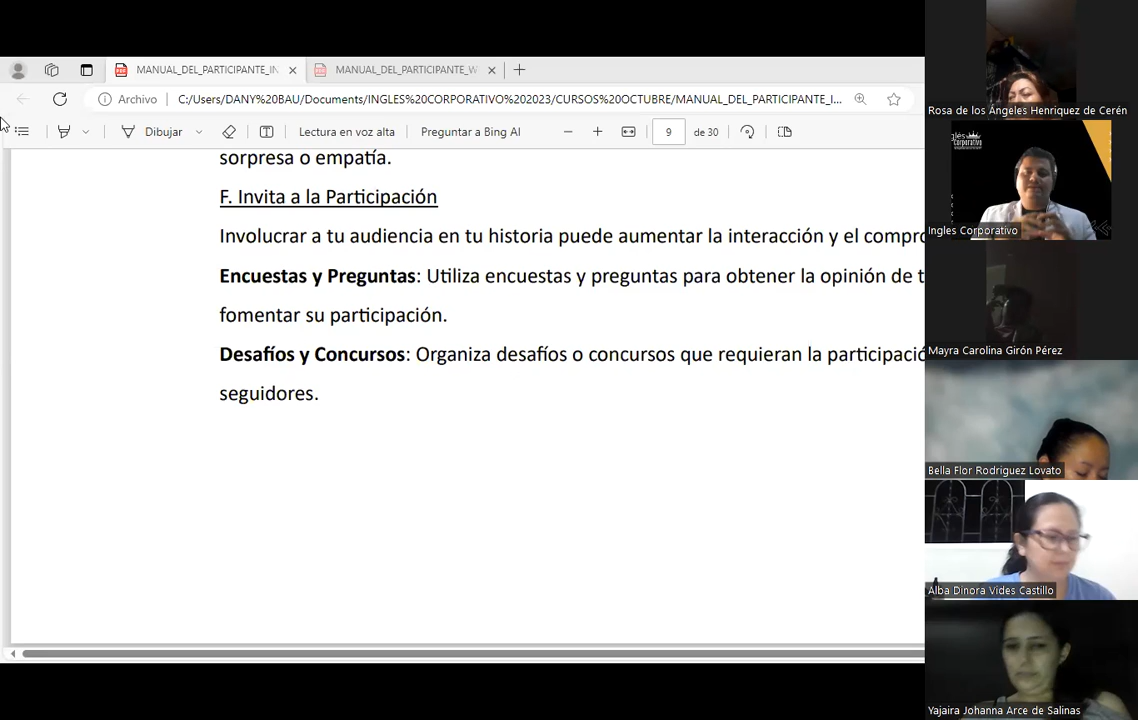 MANUAL_DEL_PARTICIPANTE_IN
MANUAL_DEL_PARTICIPANTE_W
Archivo
C:/Users/DANY%20BAU/Documents/INGLES%20CORPORATIVO%202023/CURSOS%20OCTUBRE/MANUAL_DEL_PARTICIPANTE_I...
Dibujar
Lectura en voz alta
Preguntar a Bing AI
9
de 30
sorpresa o empatía.
F. Invita a la Participación
Involucrar a tu audiencia en tu historia puede aumentar la interacción y el compro
Encuestas y Preguntas: Utiliza encuestas y preguntas para obtener la opinión de t
fomentar su participación.
Desafíos y Concursos: Organiza desafíos o concursos que requieran la participació
seguidores.
Rosa de los Ángeles Henriquez de Cerén
glés
corporativo
Ingles Corporativo
Mayra Carolina Girón Pérez
Bella Flor Rodríguez Lovato
Alba Dinora Vides Castillo
Yajaira Johanna Arce de Salinas